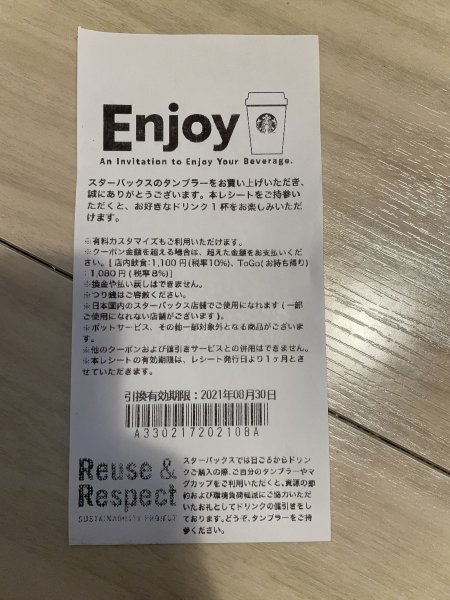 Enjoy
An Invitation to Enjoy Your Beverage.
スターバックスのタンブラーをお買い上げいただき、
誠にありがとうございます。本レシートをご持参い
ただくと、お好きなドリンク1杯をお楽しみいただ
けます。
※有料カスタマイズもご利用いただけます。
※クーポン金額を超える場合は、超えた金額をお支払いくだ
さい。[店内飲食:1,100円(税率10%)、ToGo(お持ち帰り)
:1,080円(税率8%)]
※換金や払い戻しはできません。
※つり銭はご容赦ください。
※日本国内のスターバックス店舗でご使用になれます(一部
ご使用になれない店舗がございます)。
※ポットサービス、その他一部対象外となる商品がございま
す。
※他のクーポンおよび値引きサービスとの併用はできません。
※本レシートの有効期限は、レシート発行日より1ヶ月とさ
せていただきます。
引換有効期限:2021年08月30日
A330217202108A
Reuse &
Respect
SUSTAINABILITY PROJECT
スターバックスでは日ごろからドリン
クご購入の際、ご自分のタンブラーやマ
グカップをご利用いただくと、資源の節
約および環境負荷軽減にご協力いただ
いたお礼としてドリンクの値引きをし
ております。どうぞ、タンブラーをご持
参ください。